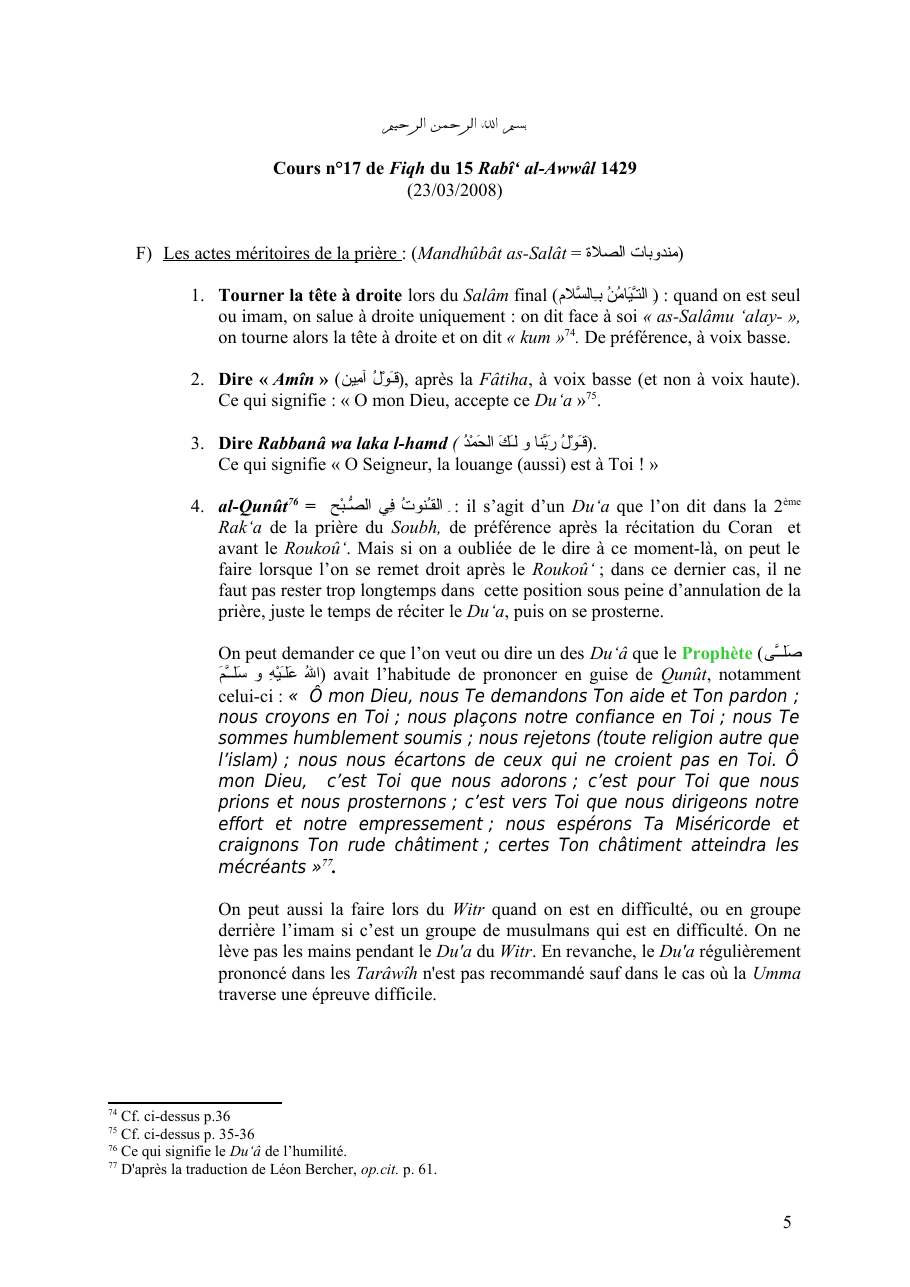 بسم الله الرحمن الرحيم
Cours n°17 de Fiqh du 15 Rabî‘ al-Awwâl 1429
(23/03/2008)
F) Les actes méritoires de la prière : (Mandhûbât as-Salât = مندوبات الصلاة)
1. Tourner la tête à droite lors du Salâm final (التَّيَامُنُ بِالسَّلام ) : quand on est seul
ou imam, on salue à droite uniquement : on dit face à soi « as-Salâmu ‘alay- »,
on tourne alors la tête à droite et on dit « kum »74. De préférence, à voix basse.
2. Dire « Amîn » (قَوْلُ آمِين), après la Fâtiha, à voix basse (et non à voix haute).
Ce qui signifie : « O mon Dieu, accepte ce Du‘a »75.
3. Dire Rabbanâ wa laka l-hamd ( قَوْلُ رَبَّنا و لَكَ الحَمْدُ).
Ce qui signifie « O Seigneur, la louange (aussi) est à Toi ! »
4. al-Qunût76 = القُنوتُ فِي الصُّبْح . : il s’agit d’un Du‘a que l’on dit dans la 2ème
Rak‘a de la prière du Soubh, de préférence après la récitation du Coran et
avant le Roukoû‘. Mais si on a oubliée de le dire à ce moment-là, on peut le
faire lorsque l’on se remet droit après le Roukoû‘ ; dans ce dernier cas, il ne
faut pas rester trop longtemps dans cette position sous peine d’annulation de la
prière, juste le temps de réciter le Du‘a, puis on se prosterne.
On peut demander ce que l’on veut ou dire un des Du‘â que le Prophète (صَلَّى
اللهُ عَلَيْهِ و سَلَّمَ) avait l’habitude de prononcer en guise de Qunût, notamment
celui-ci : « Ô mon Dieu, nous Te demandons Ton aide et Ton pardon ;
nous croyons en Toi ; nous plaçons notre confiance en Toi ; nous Te
sommes humblement soumis ; nous rejetons (toute religion autre que
l’islam) ; nous nous écartons de ceux qui ne croient pas en Toi. Ô
mon Dieu, c’est Toi que nous adorons ; c’est pour Toi que nous
prions et nous prosternons ; c’est vers Toi que nous dirigeons notre
effort et notre empressement ; nous espérons Ta Miséricorde et
craignons Ton rude châtiment ; certes Ton châtiment atteindra les
mécréants »77.
On peut aussi la faire lors du Witr quand on est en difficulté, ou en groupe
derrière l’imam si c’est un groupe de musulmans qui est en difficulté. On ne
lève pas les mains pendant le Du'a du Witr. En revanche, le Du'a régulièrement
prononcé dans les Tarâwîh n'est pas recommandé sauf dans le cas où la Umma
traverse une épreuve difficile.
74 Cf. ci-dessus p.36
75 Cf. ci-dessus p. 35-36
76 Ce qui signifie le Du‘â de l’humilité.
77 D'après la traduction de Léon Bercher, op.cit. p. 61.
5